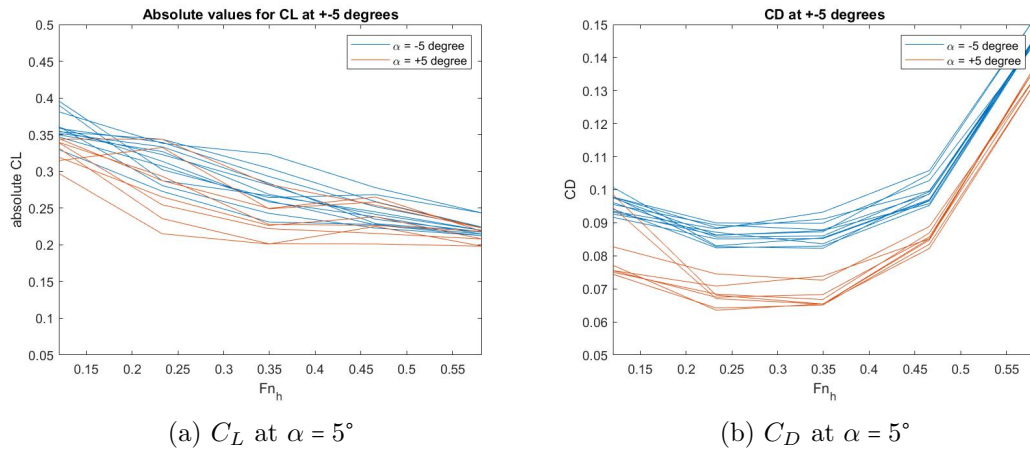 Absolute values for CL at +-5 degrees
α = -5 degree
α = +5 degree
absolute CL
0.5
0.45
0.4
0.35
0.3
0.25
0.2
0.15
0.1
0.05
0.15 0.2 0.25 0.3 0.35 0.4 0.45 0.5 0.55
Fn_h
(a) C_L at α = 5°
CD at +-5 degrees
α = -5 degree
α = +5 degree
CD
0.15
0.14
0.13
0.12
0.11
0.1
0.09
0.08
0.07
0.06
0.05
0.15 0.2 0.25 0.3 0.35 0.4 0.45 0.5 0.55
Fn_h
(b) C_D at α = 5°